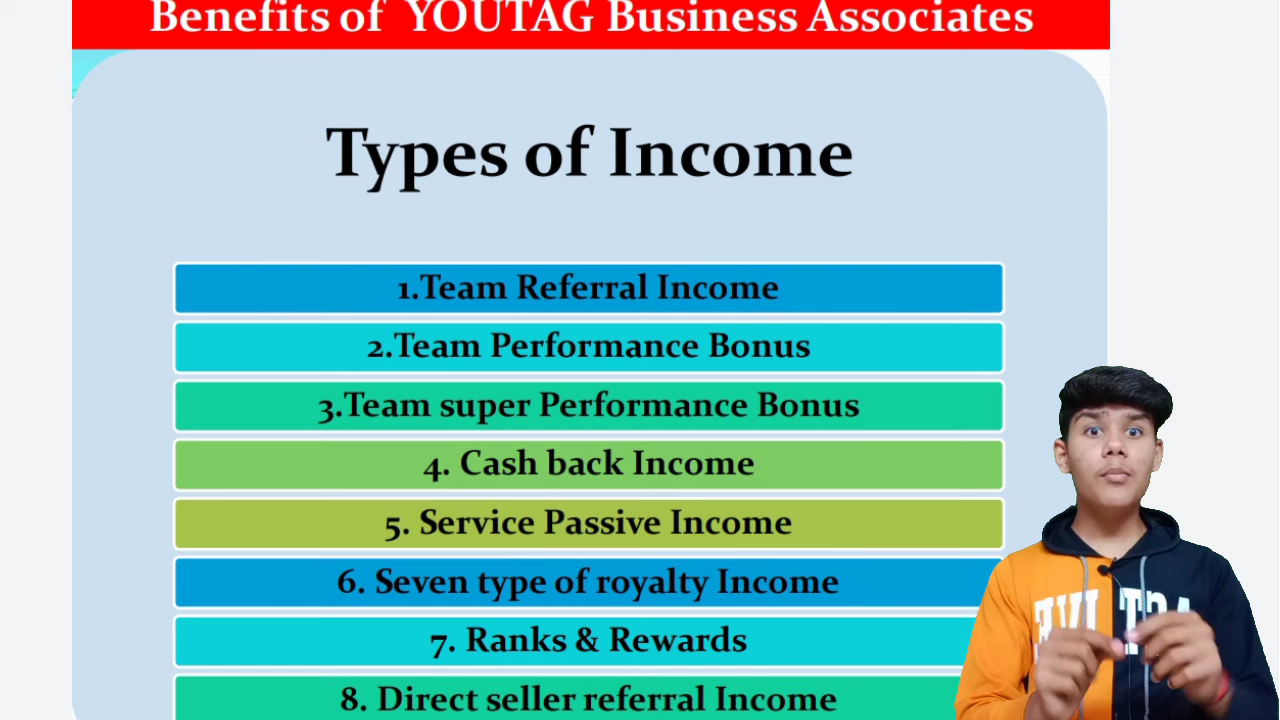 Benefits of YOUTAG Business Associates
Types of Income
1.Team Referral Income
2.Team Performance Bonus
3.Team super Performance Bonus
4. Cash back Income
5. Service Passive Income
6. Seven type of royalty Income
7. Ranks & Rewards
8. Direct seller referral Income